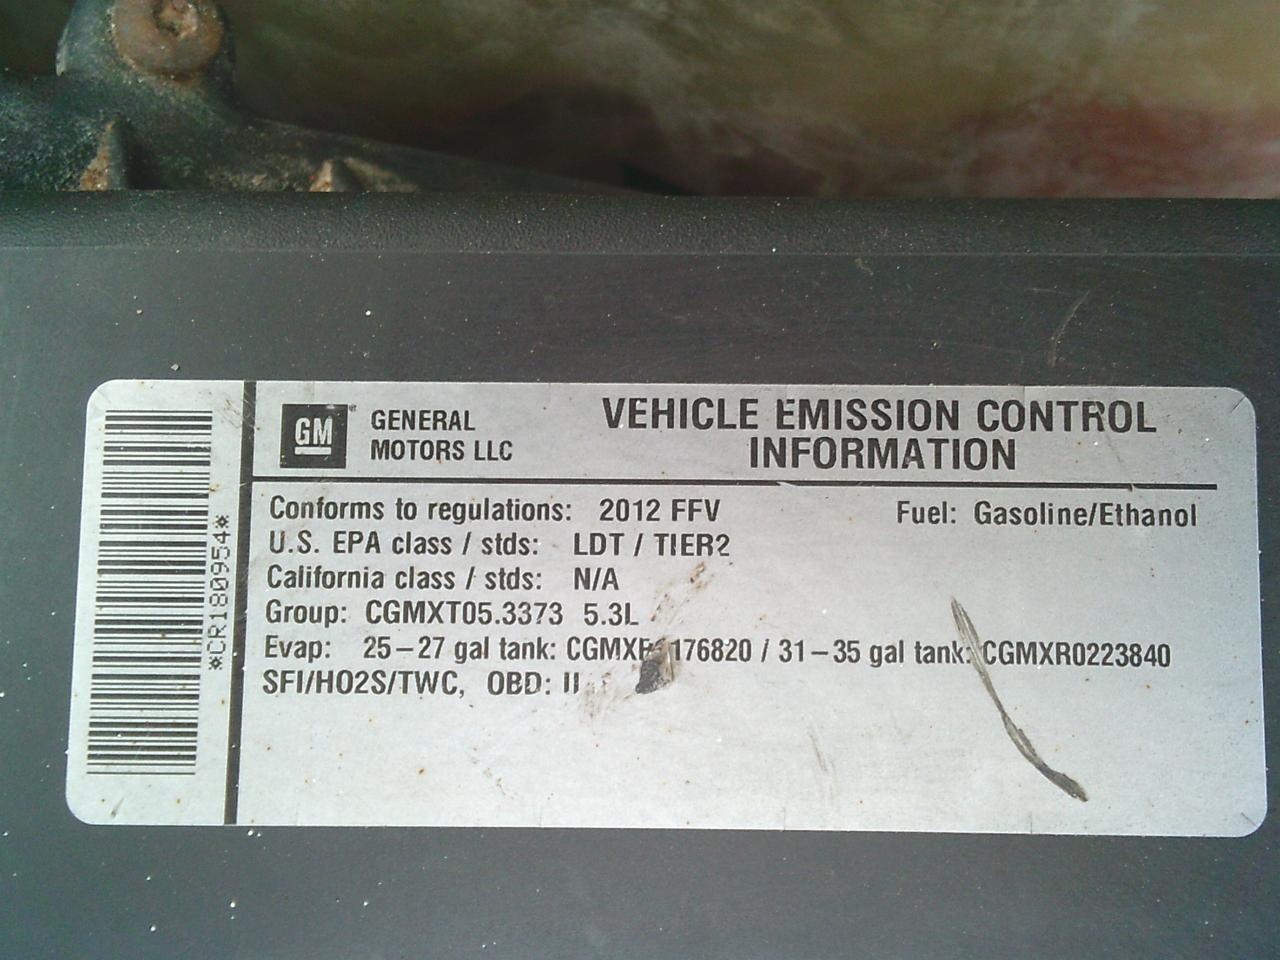 GM GENERAL MOTORS LLC
VEHICLE EMISSION CONTROL
INFORMATION
Conforms to regulations: 2012 FFV Fuel: Gasoline/Ethanol
U.S. EPA class / stds: LDT / TIER2
California class / stds: N/A
Group: CGMXT05.3373 5.3L
Evap: 25-27 gal tank: / 31-35 gal tank: CGMXR0223840
SFI/HO2S/TWC, OBD: II
*CR180954*